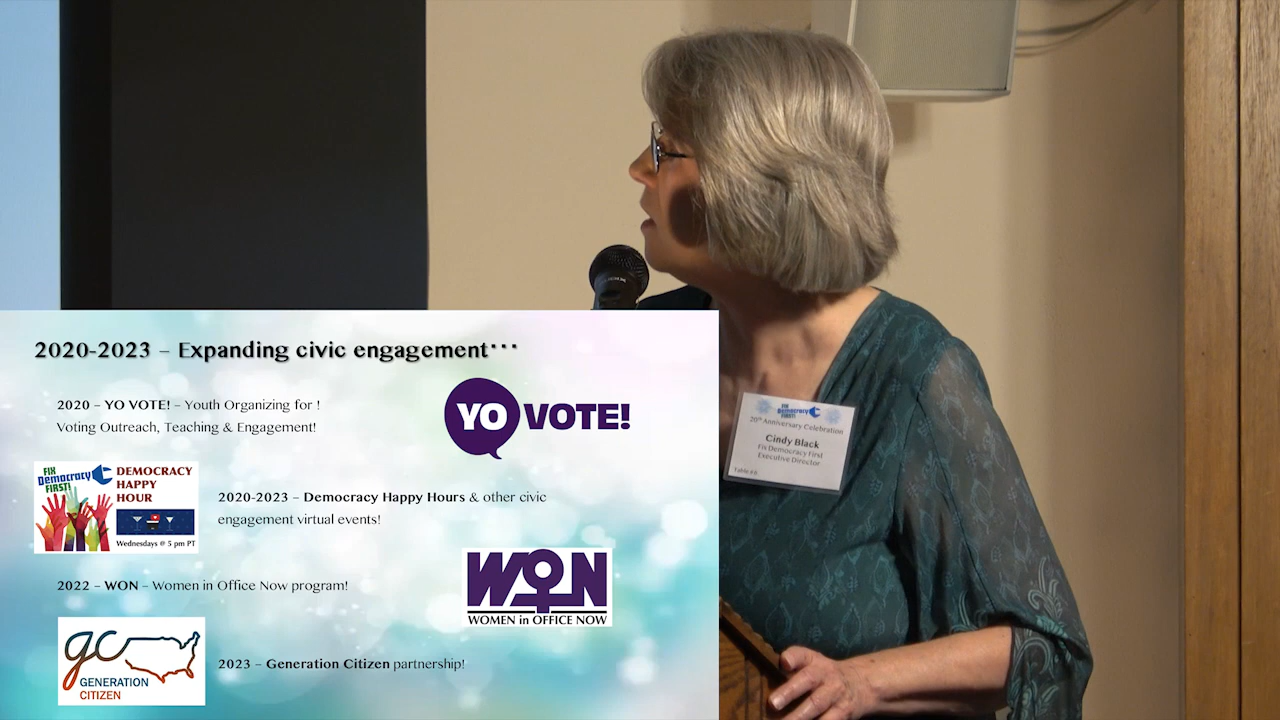 2020-2023 – Expanding civic engagement…
2020 – YO VOTE! – Youth Organizing for !
Voting Outreach, Teaching & Engagement!
YO VOTE!
FIX
Democracy
FIRST!
DEMOCRACY
HAPPY
HOUR
Wednesdays @ 5 pm PT
2020-2023 – Democracy Happy Hours & other civic
engagement virtual events!
2022 – WON – Women in Office Now program!
WON
WOMEN in OFFICE NOW
gc
GENERATION
CITIZEN
2023 – Generation Citizen partnership!
FIX
Democracy
FIRST!
20th Anniversary Celebration
Cindy Black
Fix Democracy First
Executive Director